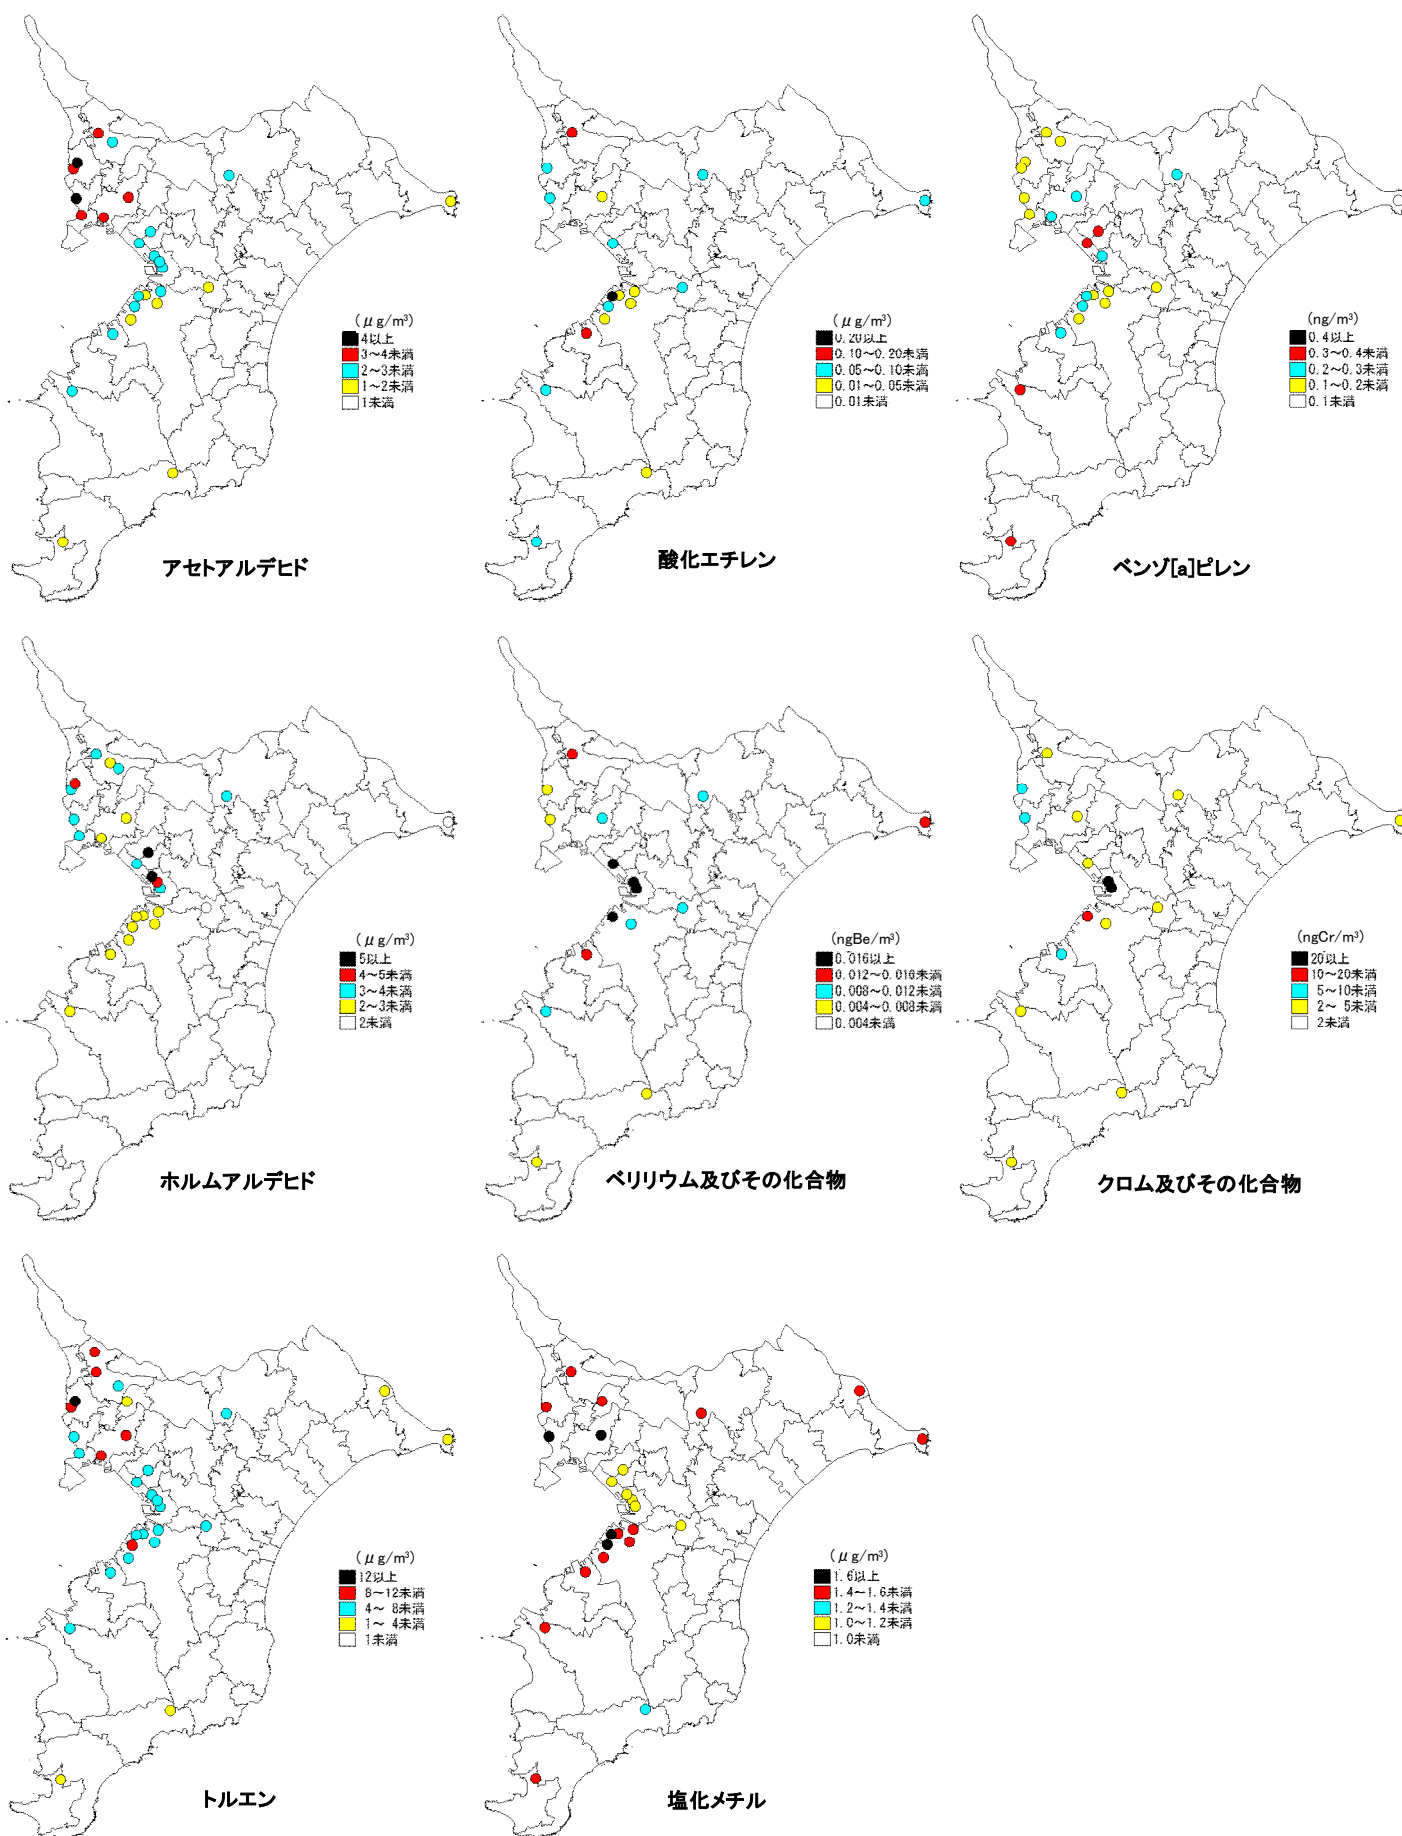 (μg/m³)
4以上
3～4未満
2～3未満
1～2未満
1未満
アセトアルデヒド
(μg/m³)
0.20以上
0.10～0.20未満
0.05～0.10未満
0.01～0.05未満
0.01未満
酸化エチレン
(ng/m³)
0.4以上
0.3～0.4未満
0.2～0.3未満
0.1～0.2未満
0.1未満
ベンゾ[a]ピレン
(μg/m³)
5以上
4～5未満
3～4未満
2～3未満
2未満
ホルムアルデヒド
(ngBe/m³)
0.016以上
0.012～0.016未満
0.008～0.012未満
0.004～0.008未満
0.004未満
ベリリウム及びその化合物
(ngCr/m³)
20以上
10～20未満
5～10未満
2～ 5未満
2未満
クロム及びその化合物
(μg/m³)
12以上
8～12未満
4～ 8未満
1～ 4未満
1未満
トルエン
(μg/m³)
1.6以上
1.4～1.6未満
1.2～1.4未満
1.0～1.2未満
1.0未満
塩化メチル